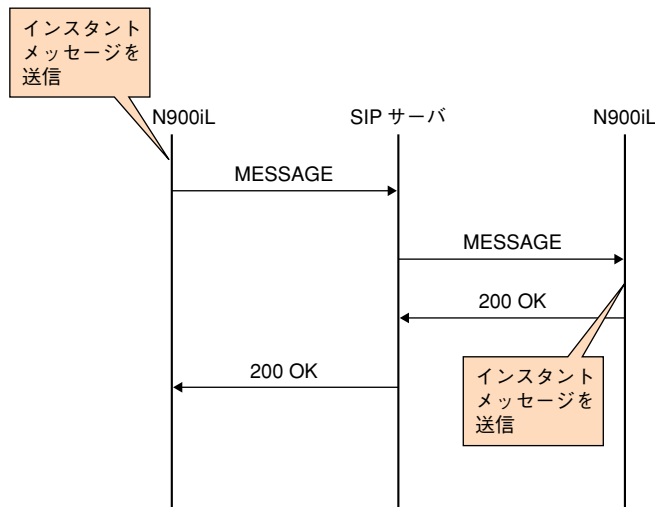 インスタント
メッセージを
送信
N900iL
SIP サーバ
N900iL
MESSAGE
MESSAGE
200 OK
200 OK
インスタント
メッセージを
送信